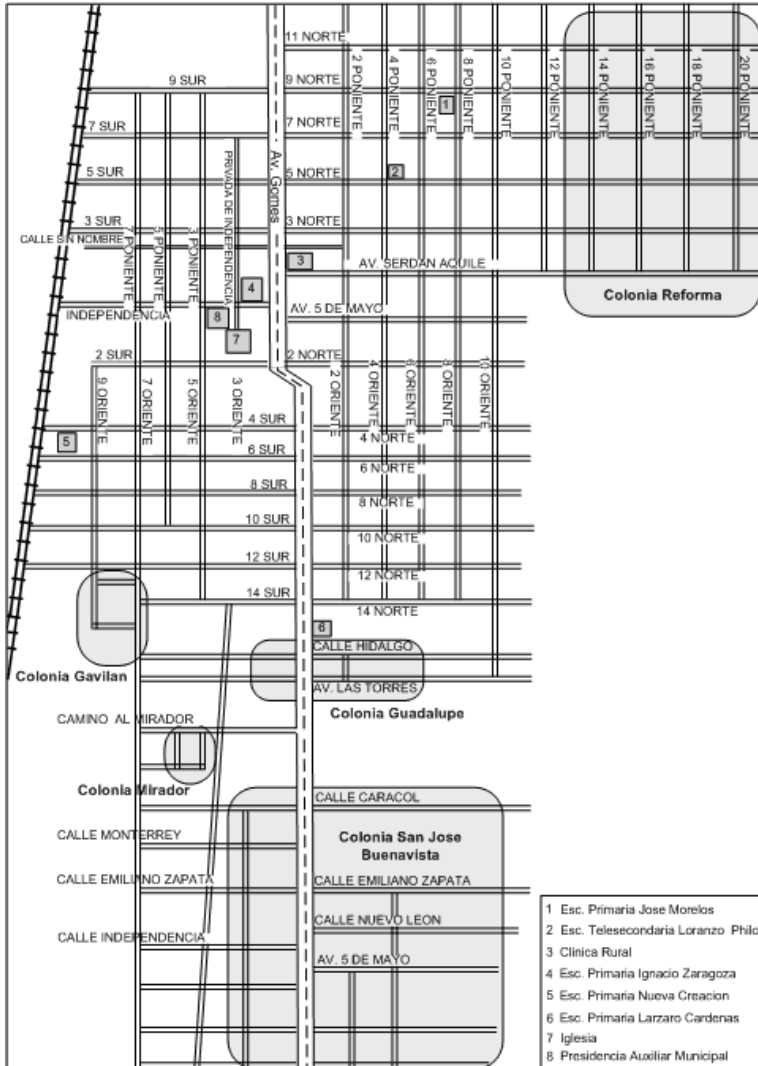 11 NORTE
9 SUR
9 NORTE
2 PONIENTE
4 PONIENTE
6 PONIENTE
8 PONIENTE
10 PONIENTE
12 PONIENTE
14 PONIENTE
16 PONIENTE
18 PONIENTE
20 PONIENTE
1
7 SUR
7 NORTE
Av. Gomes
PRIVADA DE INDEPENDENCIA
5 SUR
5 NORTE
2
3 SUR
3 NORTE
CALLE SIN NOMBRE
7 PONIENTE
5 PONIENTE
3 PONIENTE
3
AV. SERDAN AQUILE
4
Colonia Reforma
INDEPENDENCIA
8
AV. 5 DE MAYO
7
2 SUR
2 NORTE
9 ORIENTE
7 ORIENTE
5 ORIENTE
3 ORIENTE
2 ORIENTE
4 ORIENTE
6 ORIENTE
8 ORIENTE
10 ORIENTE
4 SUR
4 NORTE
5
6 SUR
6 NORTE
8 SUR
8 NORTE
10 SUR
10 NORTE
12 SUR
12 NORTE
14 SUR
14 NORTE
6
CALLE HIDALGO
Colonia Gavilan
AV. LAS TORRES
Colonia Guadalupe
CAMINO AL MIRADOR
Colonia Mirador
CALLE CARACOL
CALLE MONTERREY
Colonia San Jose
Buenavista
CALLE EMILIANO ZAPATA
CALLE EMILIANO ZAPATA
CALLE NUEVO LEON
CALLE INDEPENDENCIA
AV. 5 DE MAYO
1 Esc. Primaria Jose Morelos
2 Esc. Telesecondaria Loranzo Philo
3 Clinica Rural
4 Esc. Primaria Ignacio Zaragoza
5 Esc. Primaria Nueva Creacion
6 Esc. Primaria Larzaro Cardenas
7 Iglesia
8 Presidencia Auxiliar Municipal